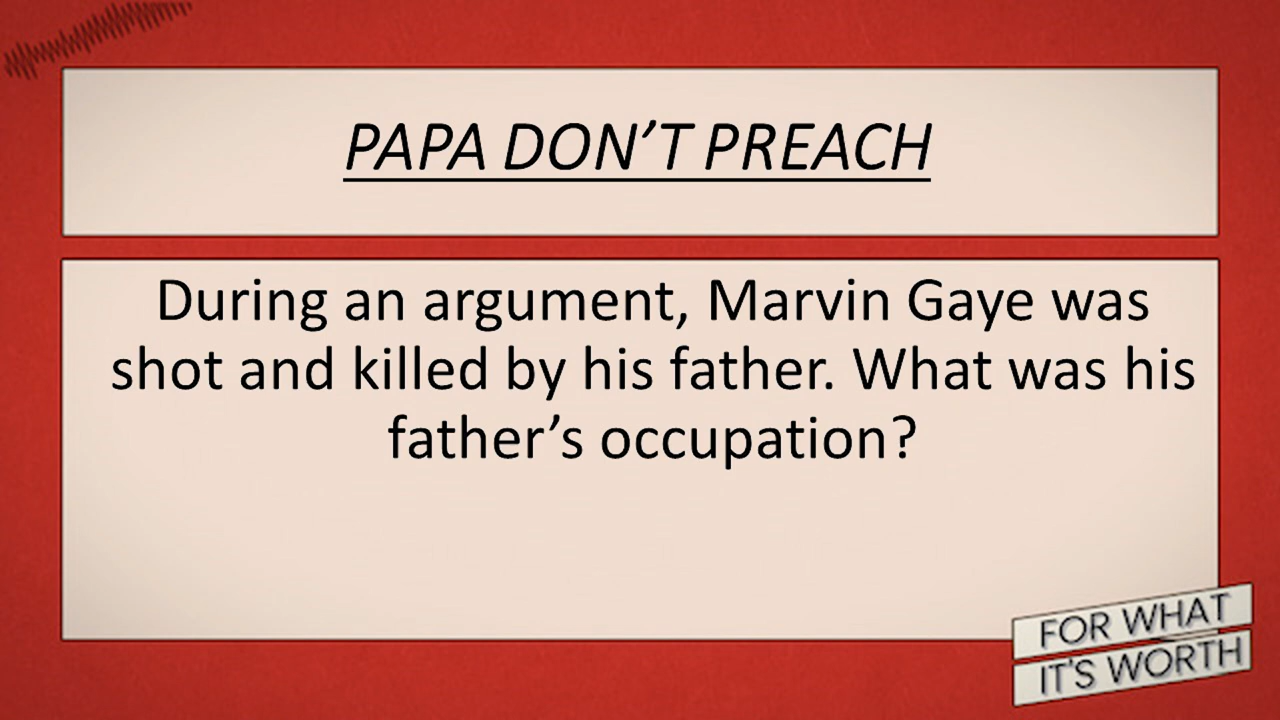 PAPA DON’T PREACH
During an argument, Marvin Gaye was
shot and killed by his father. What was his
father’s occupation?
FOR WHAT
IT'S WORTH